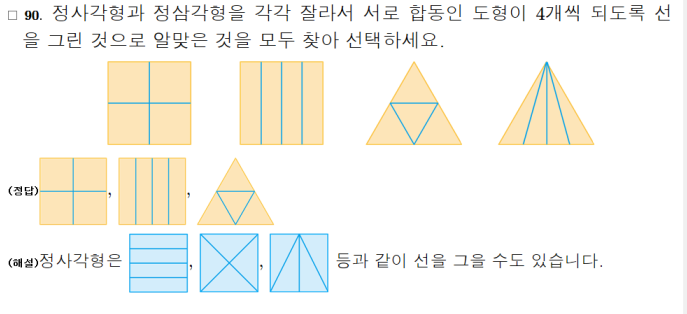 □ 90. 정사각형과 정삼각형을 각각 잘라서 서로 합동인 도형이 4개씩 되도록 선
을 그린 것으로 알맞은 것을 모두 찾아 선택하세요.
(정답) , ,
(해설)정사각형은 , , 등과 같이 선을 그을 수도 있습니다.